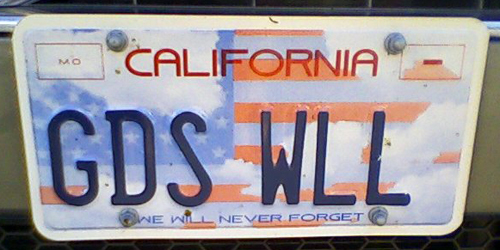 MO
CALIFORNIA
GDS WLL
WE WILL NEVER FORGET